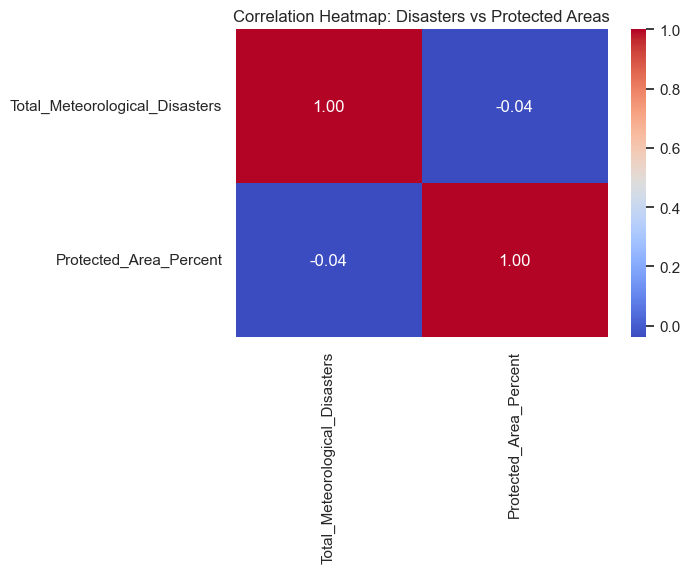 Correlation Heatmap: Disasters vs Protected Areas
Total_Meteorological_Disasters
1.00
-0.04
Protected_Area_Percent
-0.04
1.00
Total_Meteorological_Disasters
Protected_Area_Percent
1.0
0.8
0.6
0.4
0.2
0.0